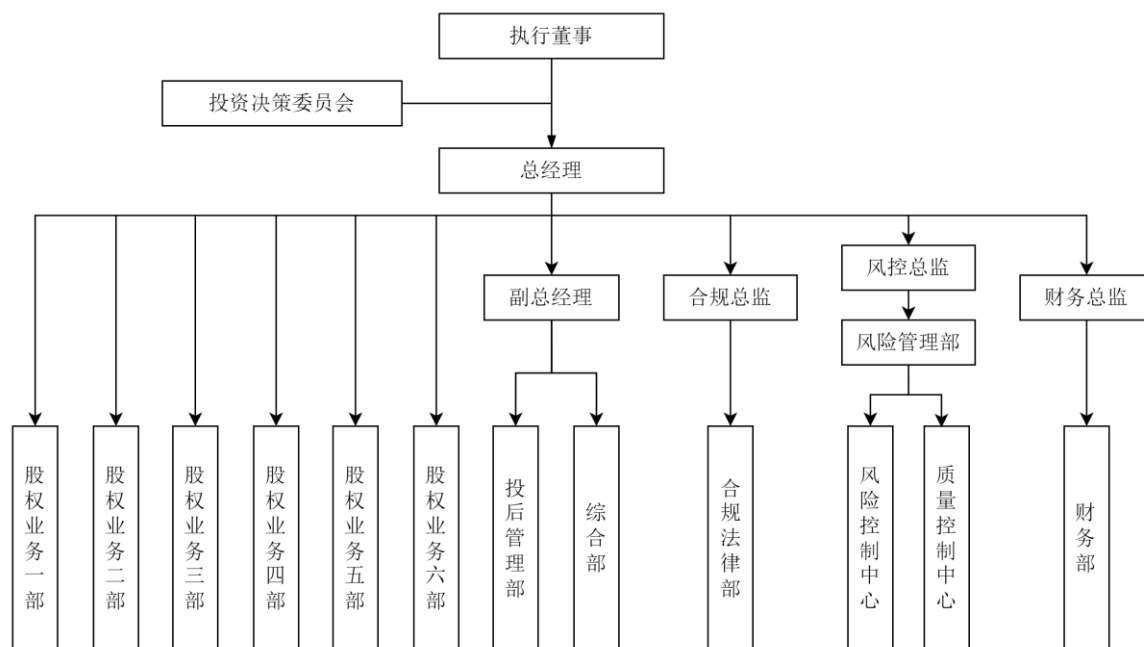 执行董事
投资决策委员会
总经理
风控总监
副总经理
合规总监
财务总监
风险管理部
股权业务一部
股权业务二部
股权业务三部
股权业务四部
股权业务五部
股权业务六部
投后管理部
综合部
合规法律部
风险控制中心
质量控制中心
财务部